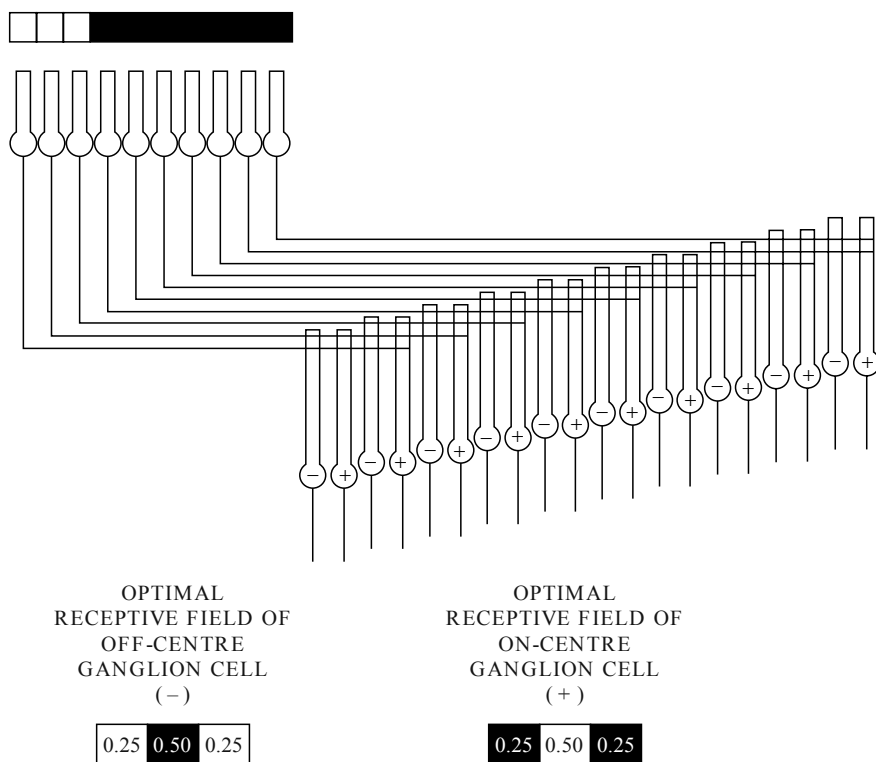 − + − + − + − + − + − + − + − + − + − +
OPTIMAL
RECEPTIVE FIELD OF
OFF-CENTRE
GANGLION CELL
( – )
0.25 0.50 0.25
OPTIMAL
RECEPTIVE FIELD OF
ON-CENTRE
GANGLION CELL
( + )
0.25 0.50 0.25